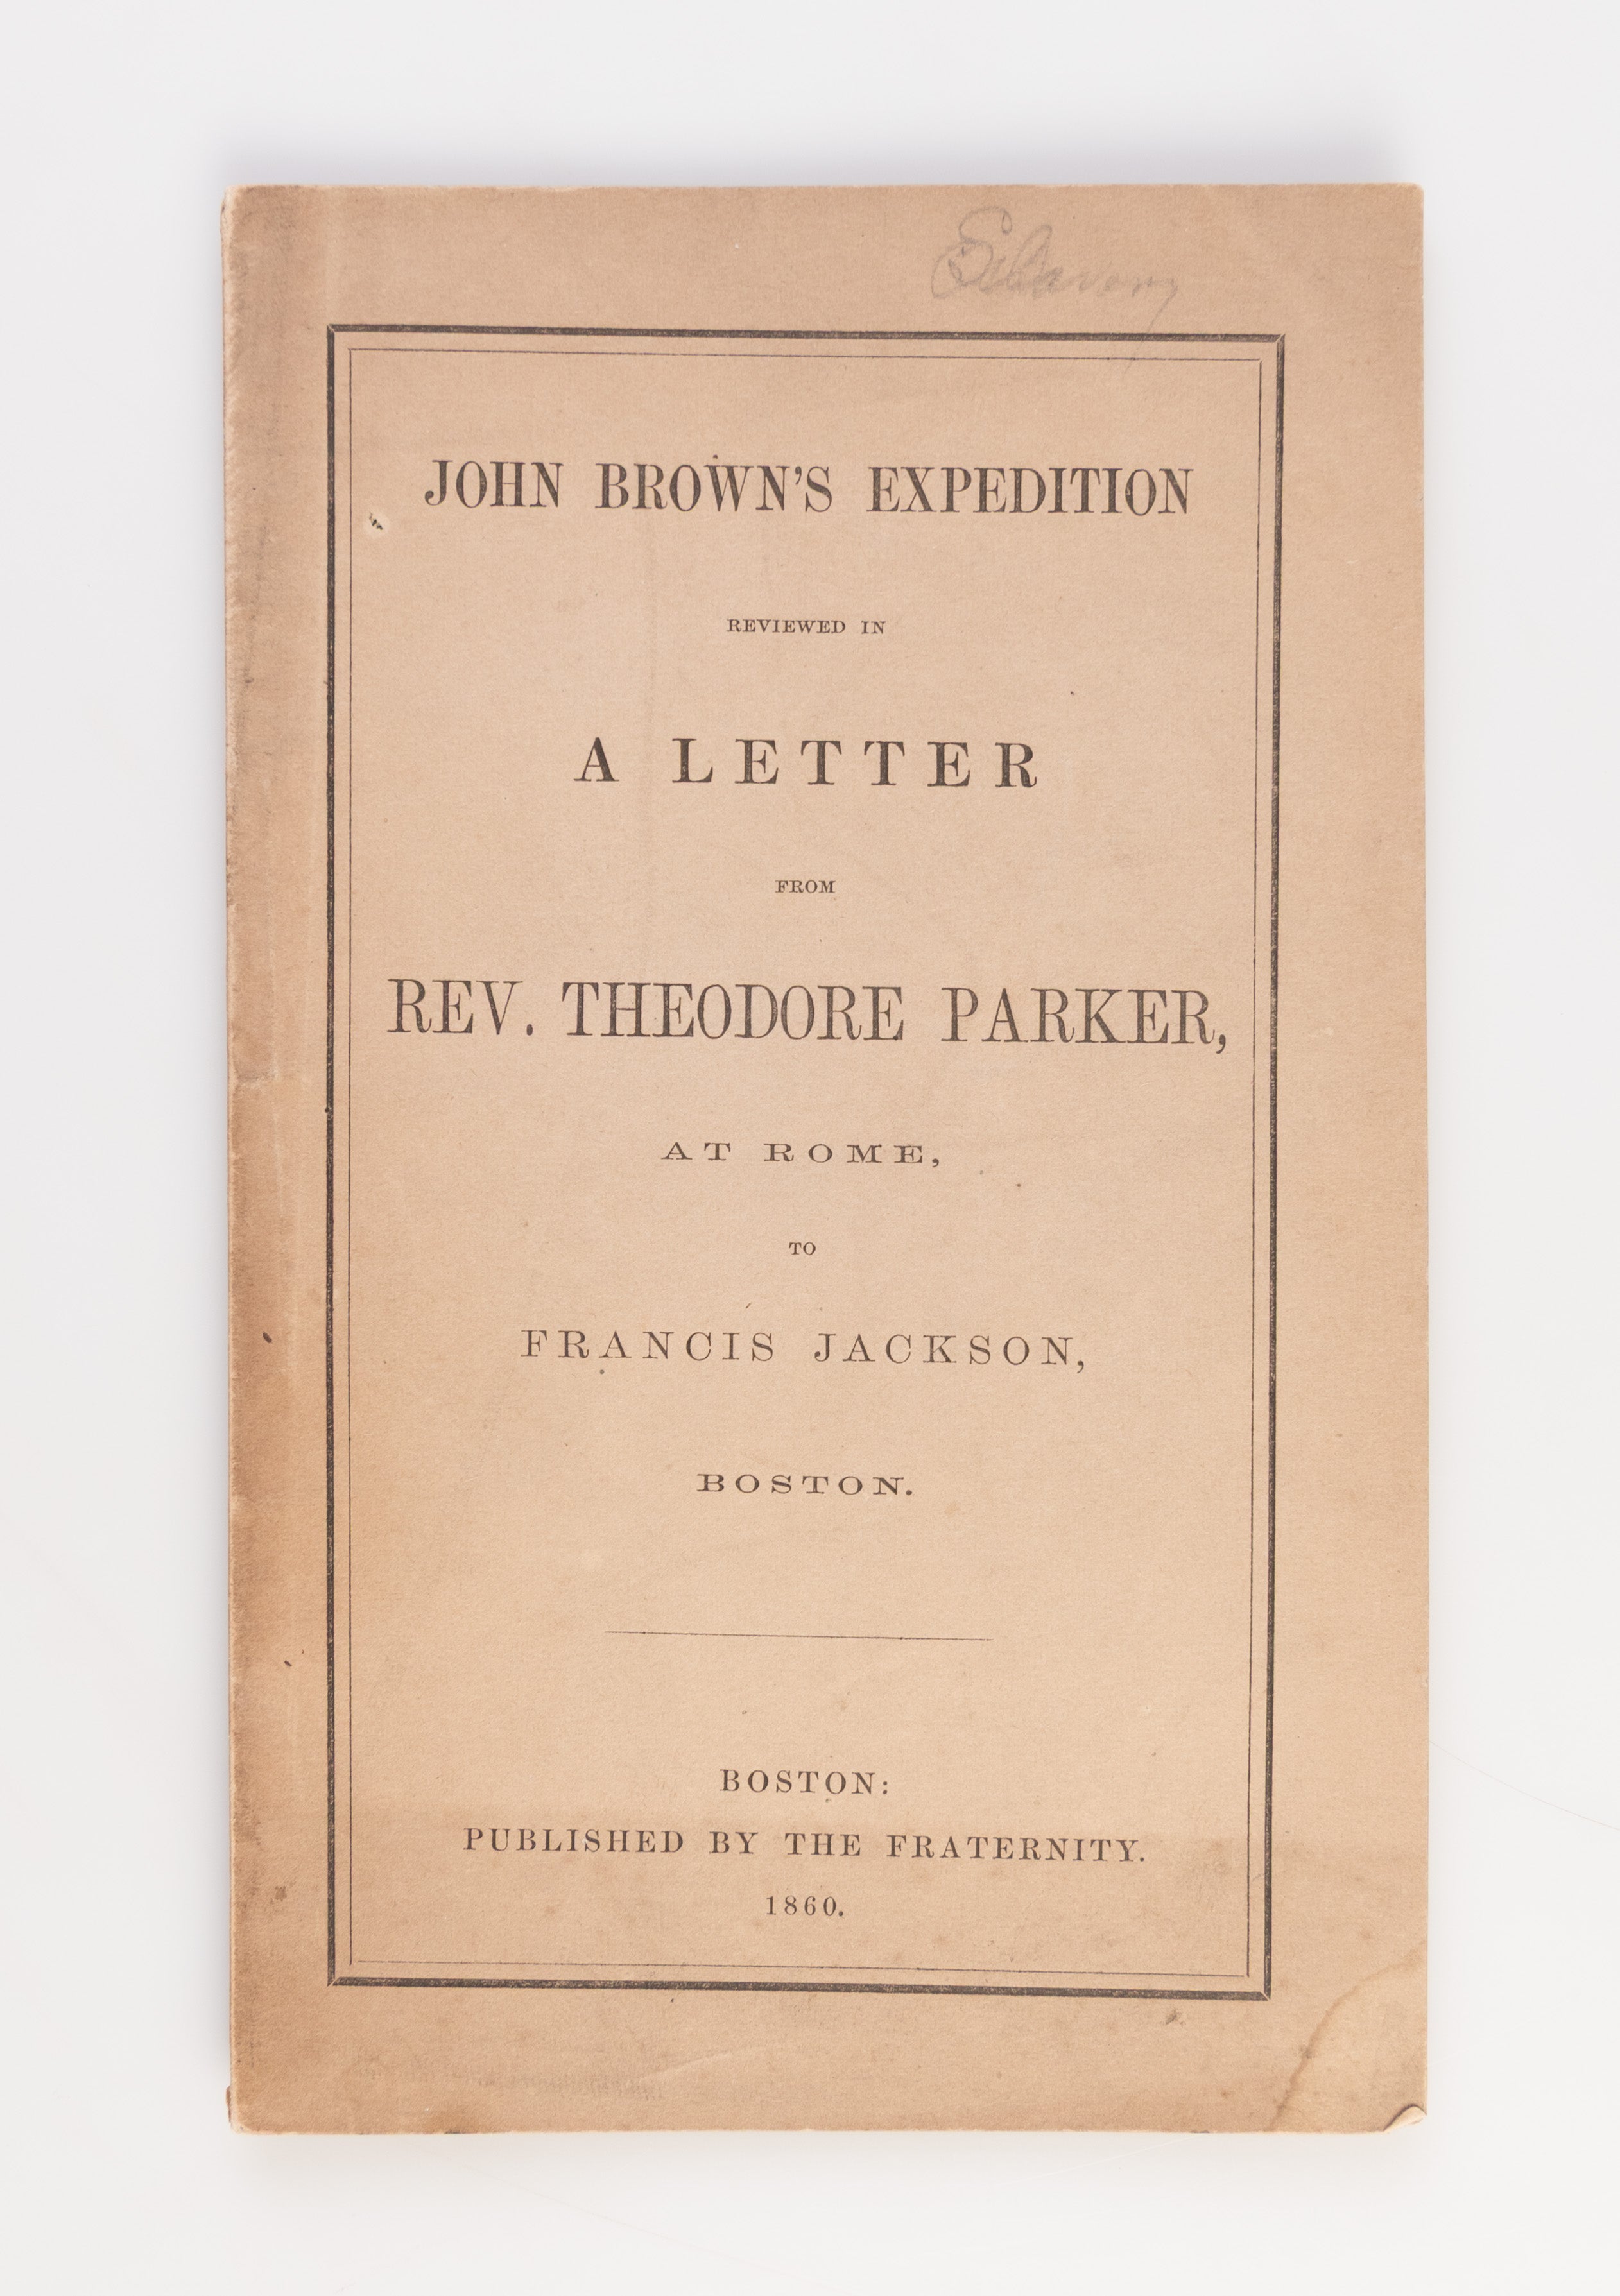 JOHN BROWN'S EXPEDITION
REVIEWED IN
A LETTER
FROM
REV. THEODORE PARKER,
AT ROME,
TO
FRANCIS JACKSON,
BOSTON.
BOSTON:
PUBLISHED BY THE FRATERNITY.
1860.